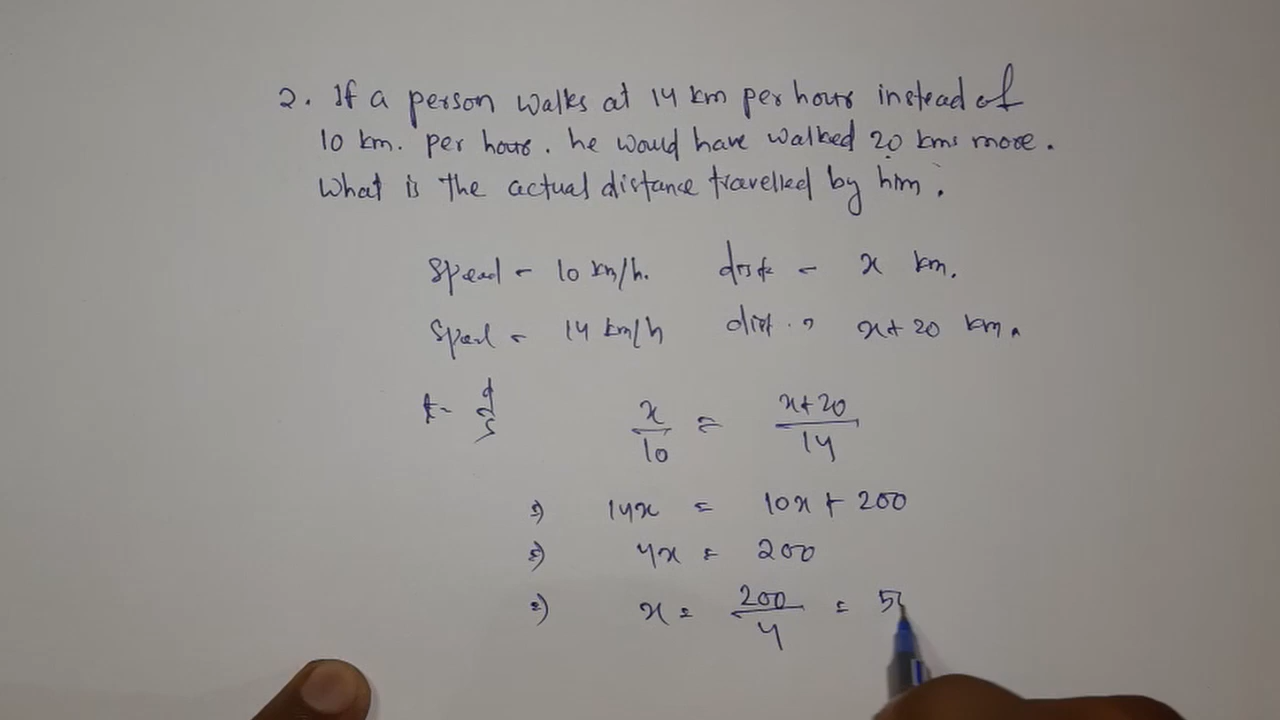 2. If a person walks at 14 km per hours instead of
10 km. per hours. he would have walked 20 kms more.
What is the actual distance travelled by him.
Speed = 10 km/h. dist = x km.
Speed = 14 km/h dist. = x + 20 km.
t = d/s x/10 = (x+20)/14
⇒) 14x = 10x + 200
⇒) 4x = 200
⇒) x = 200/4 = 5